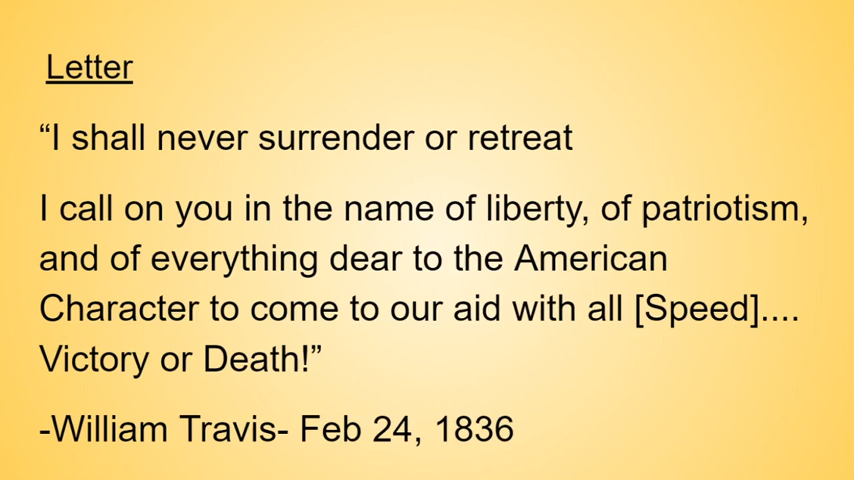 Letter
“I shall never surrender or retreat
I call on you in the name of liberty, of patriotism,
and of everything dear to the American
Character to come to our aid with all [Speed]....
Victory or Death!”
-William Travis- Feb 24, 1836